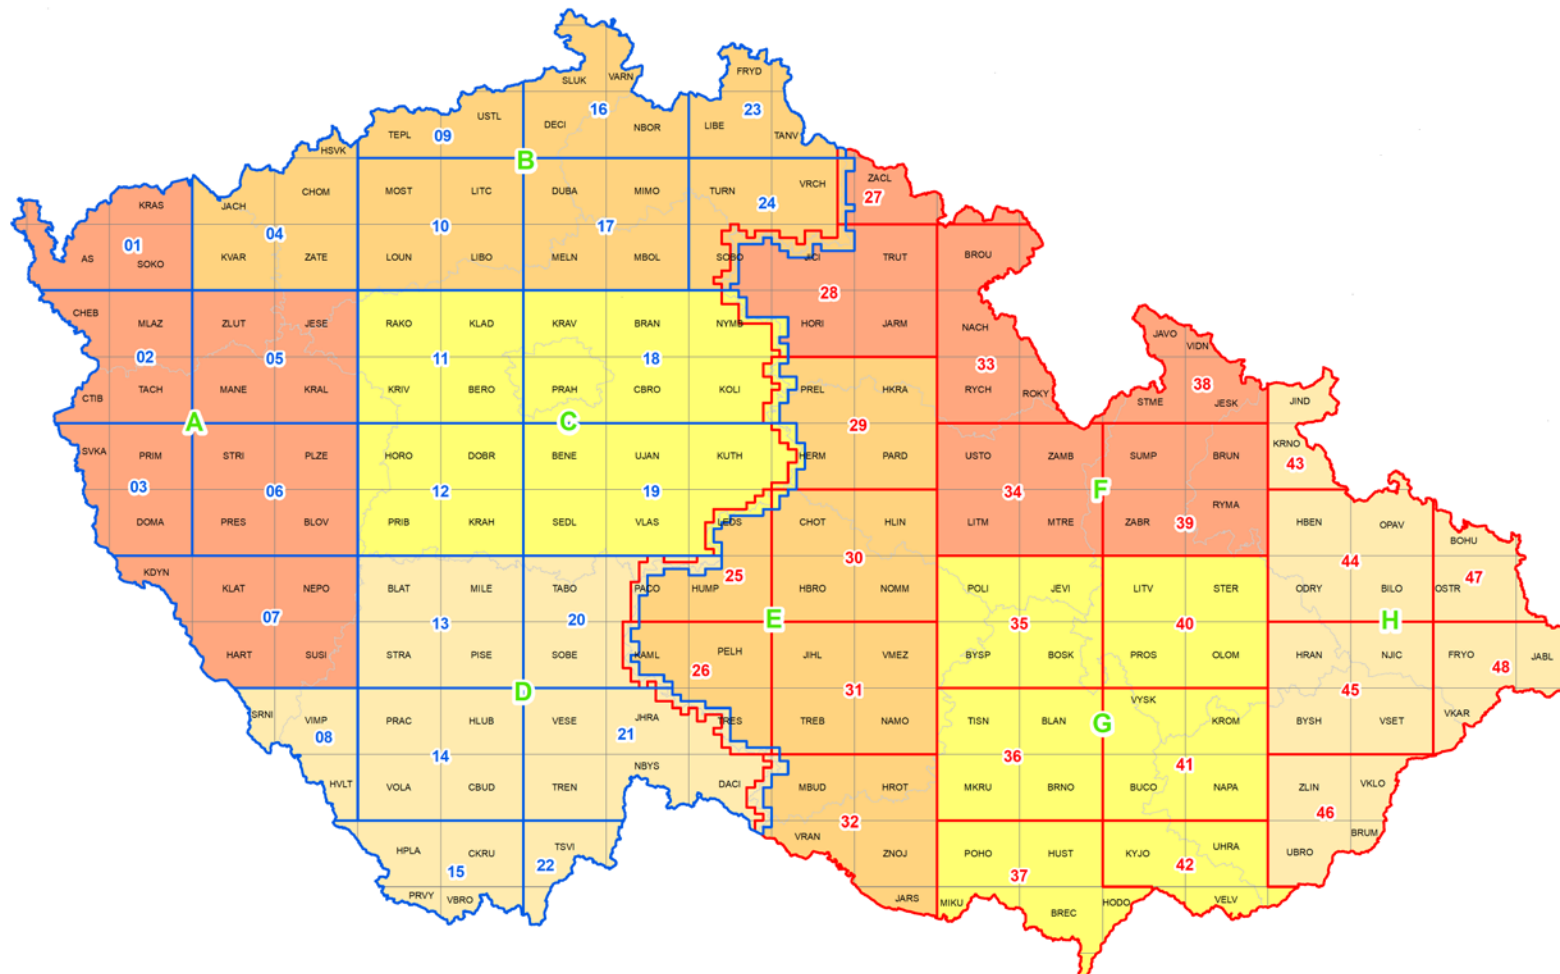 FRYD
SLUK VARN
16 23
USTL
DECI NBOR LIBE
TEPL 09 TANV
HSVK B
ZACL
CHOM MOST LITC DUBA MIMO TURN VRCH
27
KRAS JACH 24
04 10 17
01
AS SOKO KVAR ZATE LOUN LIBO MELN MBOL SOBO JICI TRUT BROU
28
CHEB MLAZ ZLUT JESE RAKO KLAD KRAV BRAN NYMB HORI JARM NACH
JAVO VIDN
02 05 11 18 33
38
TACH MANE KRAL KRIV BERO PRAH CBRO KOLI PREL HKRA RYCH ROKY
CTIB STME JESK JIND
A C 29
SVKA PRIM STRI PLZE HORO DOBR BENE UJAN KUTH HERM PARD USTO ZAMB SUMP BRUN KRNO
43
03 06 12 19 34 F
RYMA
DOMA PRES BLOV PRIB KRAH SEDL VLAS LEDS CHOT HLIN LITM MTRE ZABR 39 HBEN OPAV
BOHU
30 44
KDYN 25 47
KLAT NEPO BLAT MILE TABO PACO HUMP HBRO NOMM POLI JEVI LITV STER ODRY BILO OSTR
07 13 20 E 35 40 H
HART SUSI STRA PISE SOBE KAML PELH JIHL VMEZ BYSP BOSK PROS OLOM HRAN NJIC FRYO JABL
26 48
D 31 45
VYSK
SRNI VIMP PRAC HLUB VESE JHRA TRES TREB NAMO TISN BLAN G KROM BYSH VSET VKAR
08 21
14 36 41
NBYS
HVLT VOLA CBUD TREN DACI MBUD HROT MKRU BRNO BUCO NAPA ZLIN VKLO
32 46
VRAN BRUM
HPLA CKRU TSVI ZNOJ POHO HUST KYJO UHRA UBRO
15 22 37 42
PRVY VBRO JARS MIKU BREC HODO VELV